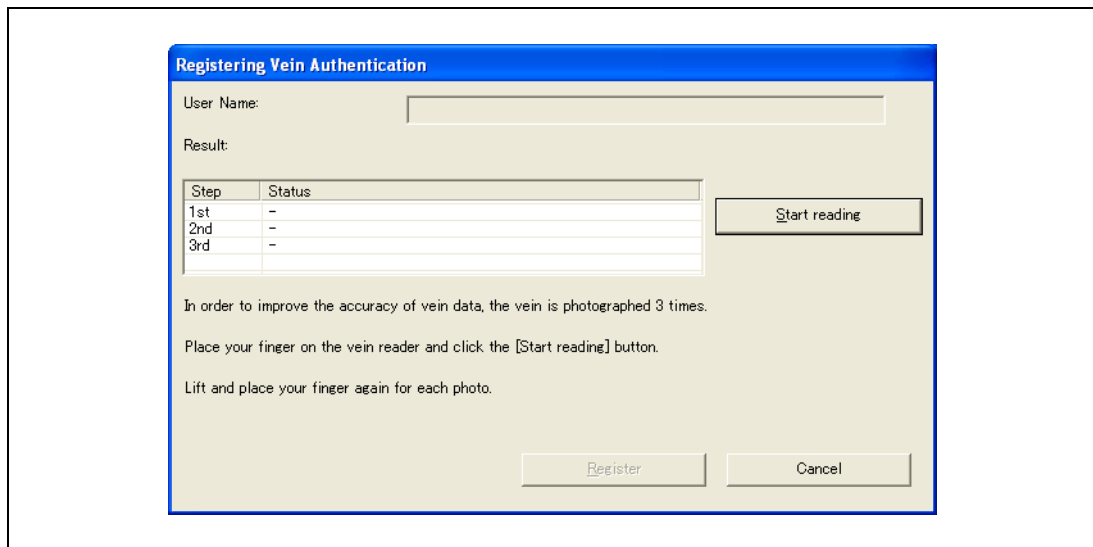 Registering Vein Authentication
User Name:
Result:
Step Status
1st -
2nd -
3rd -
Start reading
In order to improve the accuracy of vein data, the vein is photographed 3 times.
Place your finger on the vein reader and click the [Start reading] button.
Lift and place your finger again for each photo.
Register Cancel